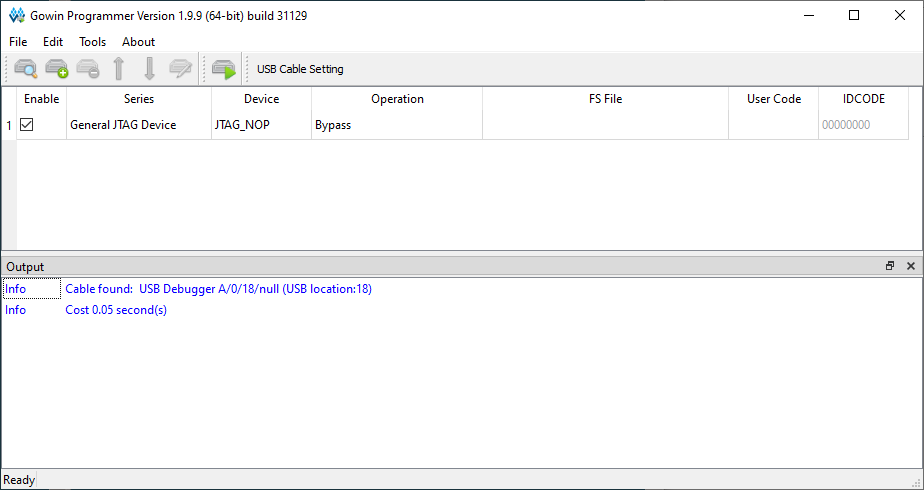 Gowin Programmer Version 1.9.9 (64-bit) build 31129
File Edit Tools About
USB Cable Setting
Enable Series Device Operation FS File User Code IDCODE
1 General JTAG Device JTAG_NOP Bypass 00000000
Output
Info Cable found: USB Debugger A/0/18/null (USB location:18)
Info Cost 0.05 second(s)
Ready